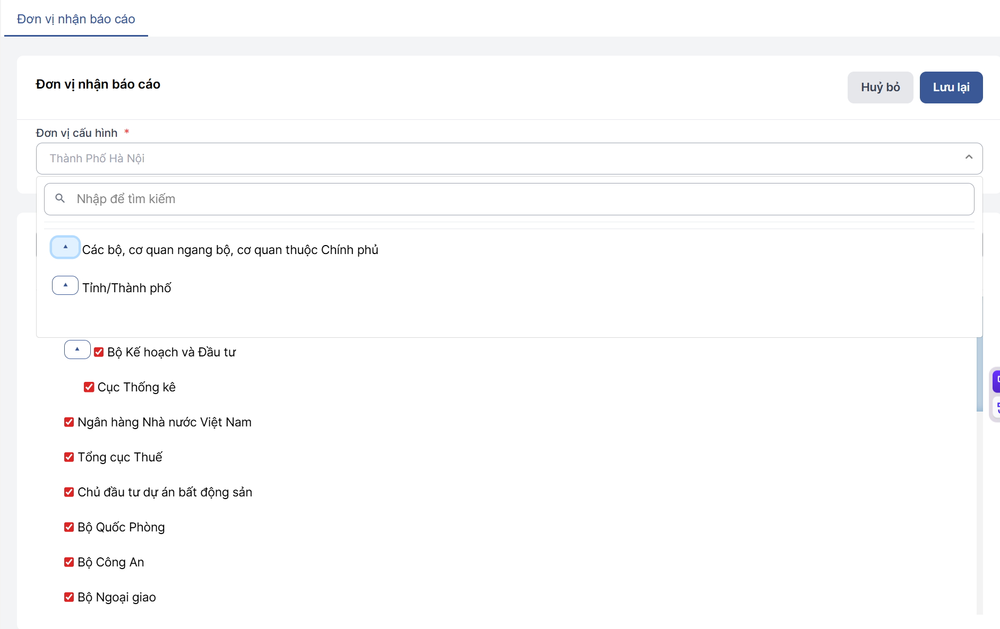 Đơn vị nhận báo cáo
Đơn vị nhận báo cáo
Huỷ bỏ
Lưu lại
Đơn vị cấu hình *
Thành Phố Hà Nội
Nhập để tìm kiếm
Các bộ, cơ quan ngang bộ, cơ quan thuộc Chính phủ
Tỉnh/Thành phố
Bộ Kế hoạch và Đầu tư
Cục Thống kê
Ngân hàng Nhà nước Việt Nam
Tổng cục Thuế
Chủ đầu tư dự án bất động sản
Bộ Quốc Phòng
Bộ Công An
Bộ Ngoại giao